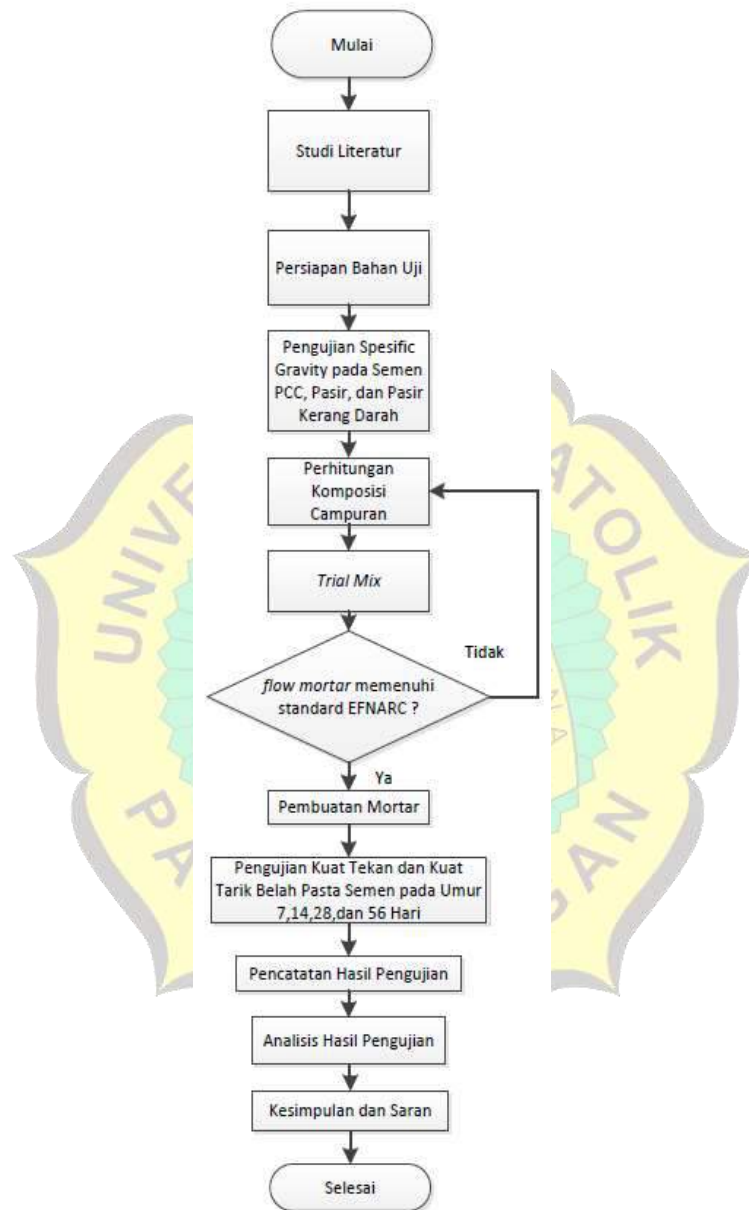 Mulai
Studi Literatur
Persiapan Bahan Uji
Pengujian Spesific
Gravity pada Semen
PCC, Pasir, dan Pasir
Kerang Darah
Perhitungan
Komposisi
Campuran
Trial Mix
Tidak
flow mortar memenuhi
standard EFNARC ?
Ya
Pembuatan Mortar
Pengujian Kuat Tekan dan Kuat
Tarik Belah Pasta Semen pada Umur
7,14,28,dan 56 Hari
Pencatatan Hasil Pengujian
Analisis Hasil Pengujian
Kesimpulan dan Saran
Selesai